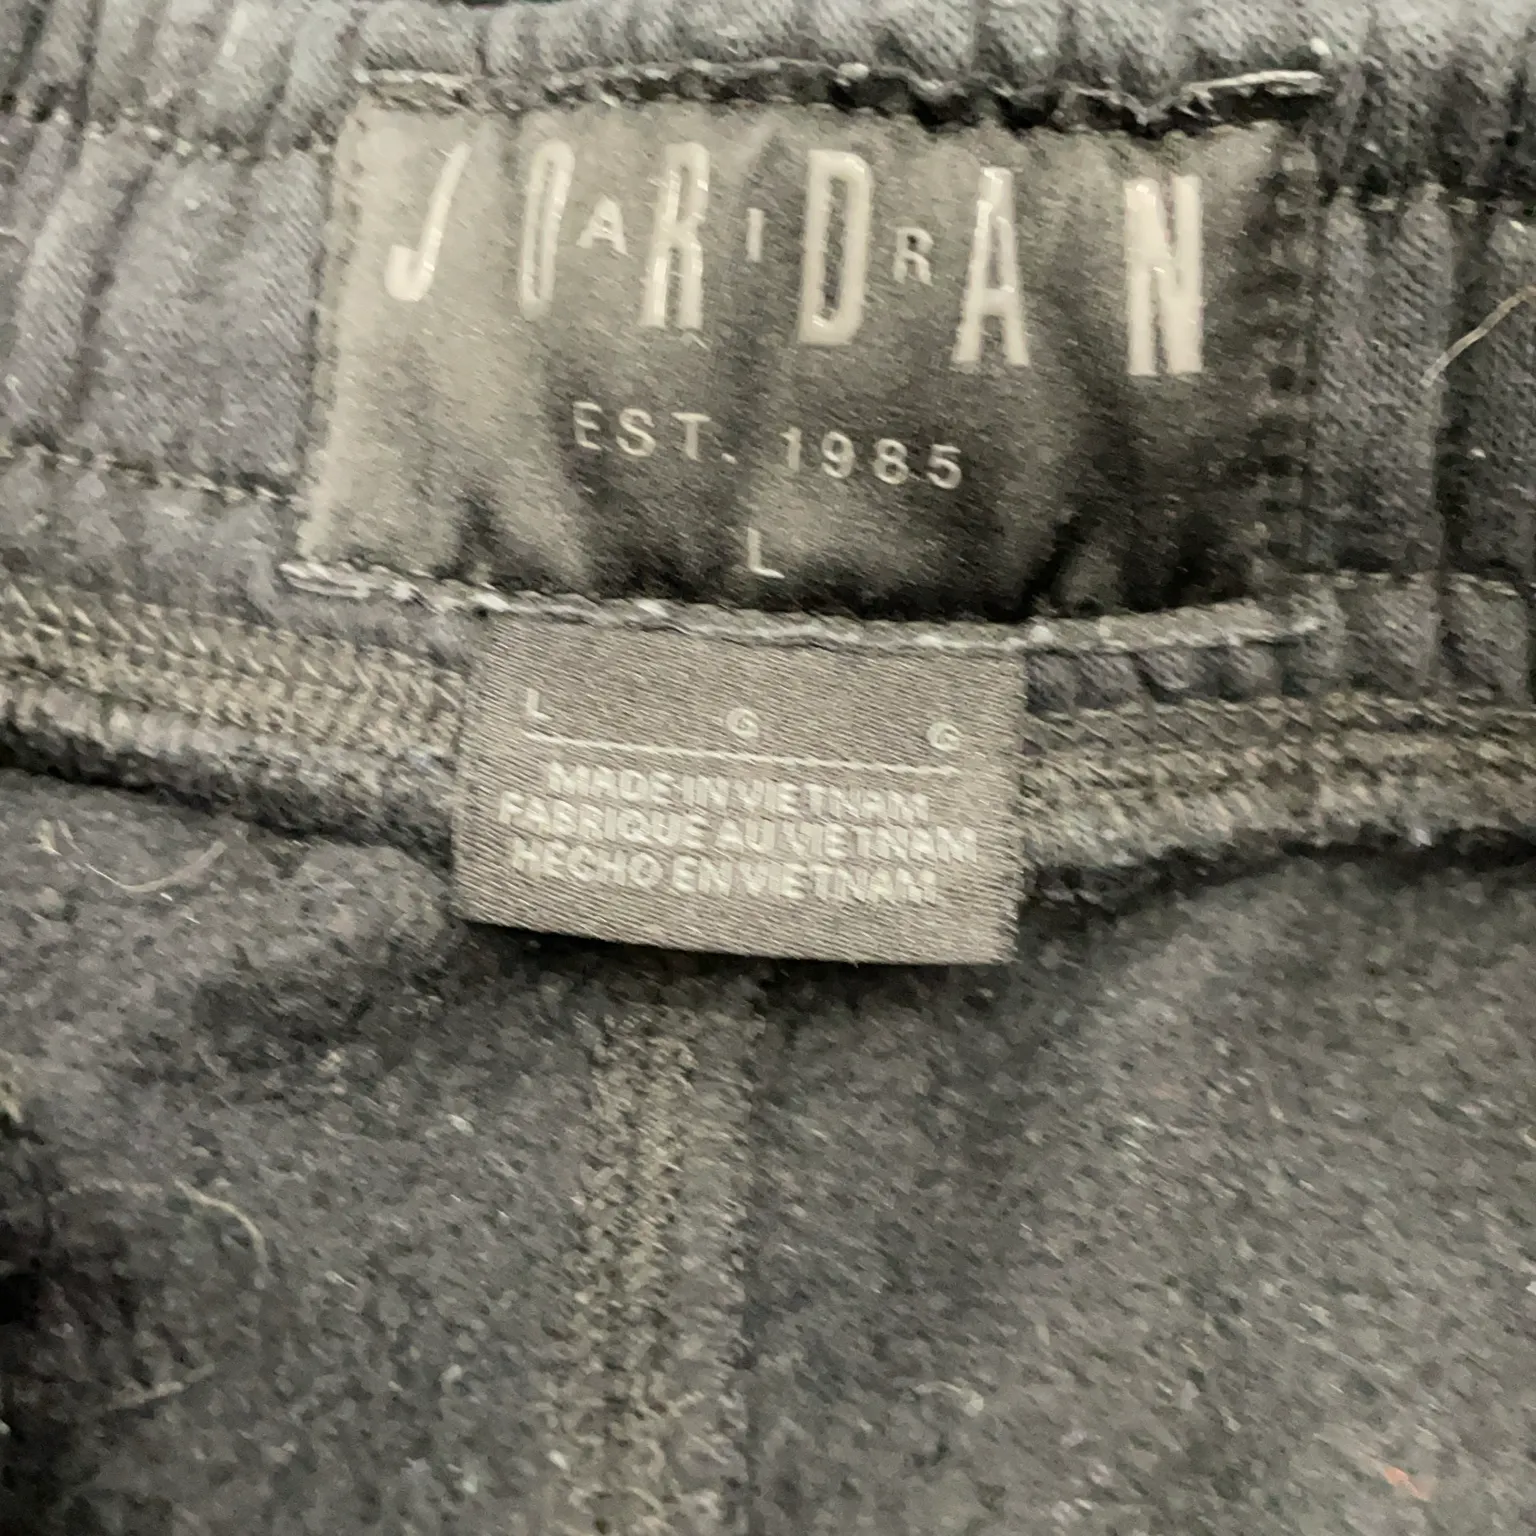 JORDAN
AIR
EST. 1985
L
L G G
MADE IN VIETNAM
FABRIQUE AU VIETNAM
HECHO EN VIETNAM